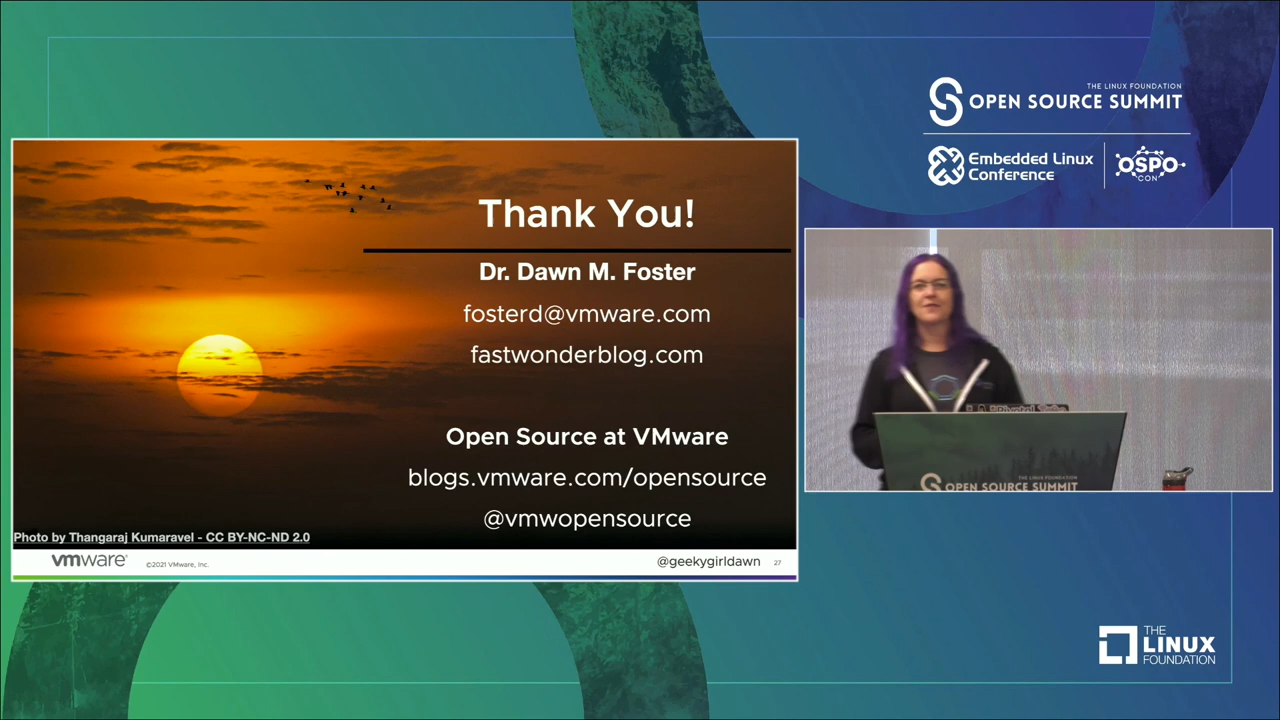 THE LINUX FOUNDATION
OPEN SOURCE SUMMIT
Embedded Linux
Conference
OSPO
CON
Thank You!
Dr. Dawn M. Foster
fosterd@vmware.com
fastwonderblog.com
Open Source at VMware
blogs.vmware.com/opensource
@vmwopensource
Photo by Thangaraj Kumaravel - CC BY-NC-ND 2.0
vmware
©2021 VMware, Inc.
@geekygirldawn
27
Pivotal
THE LINUX FOUNDATION
OPEN SOURCE SUMMIT
THE
LINUX
FOUNDATION